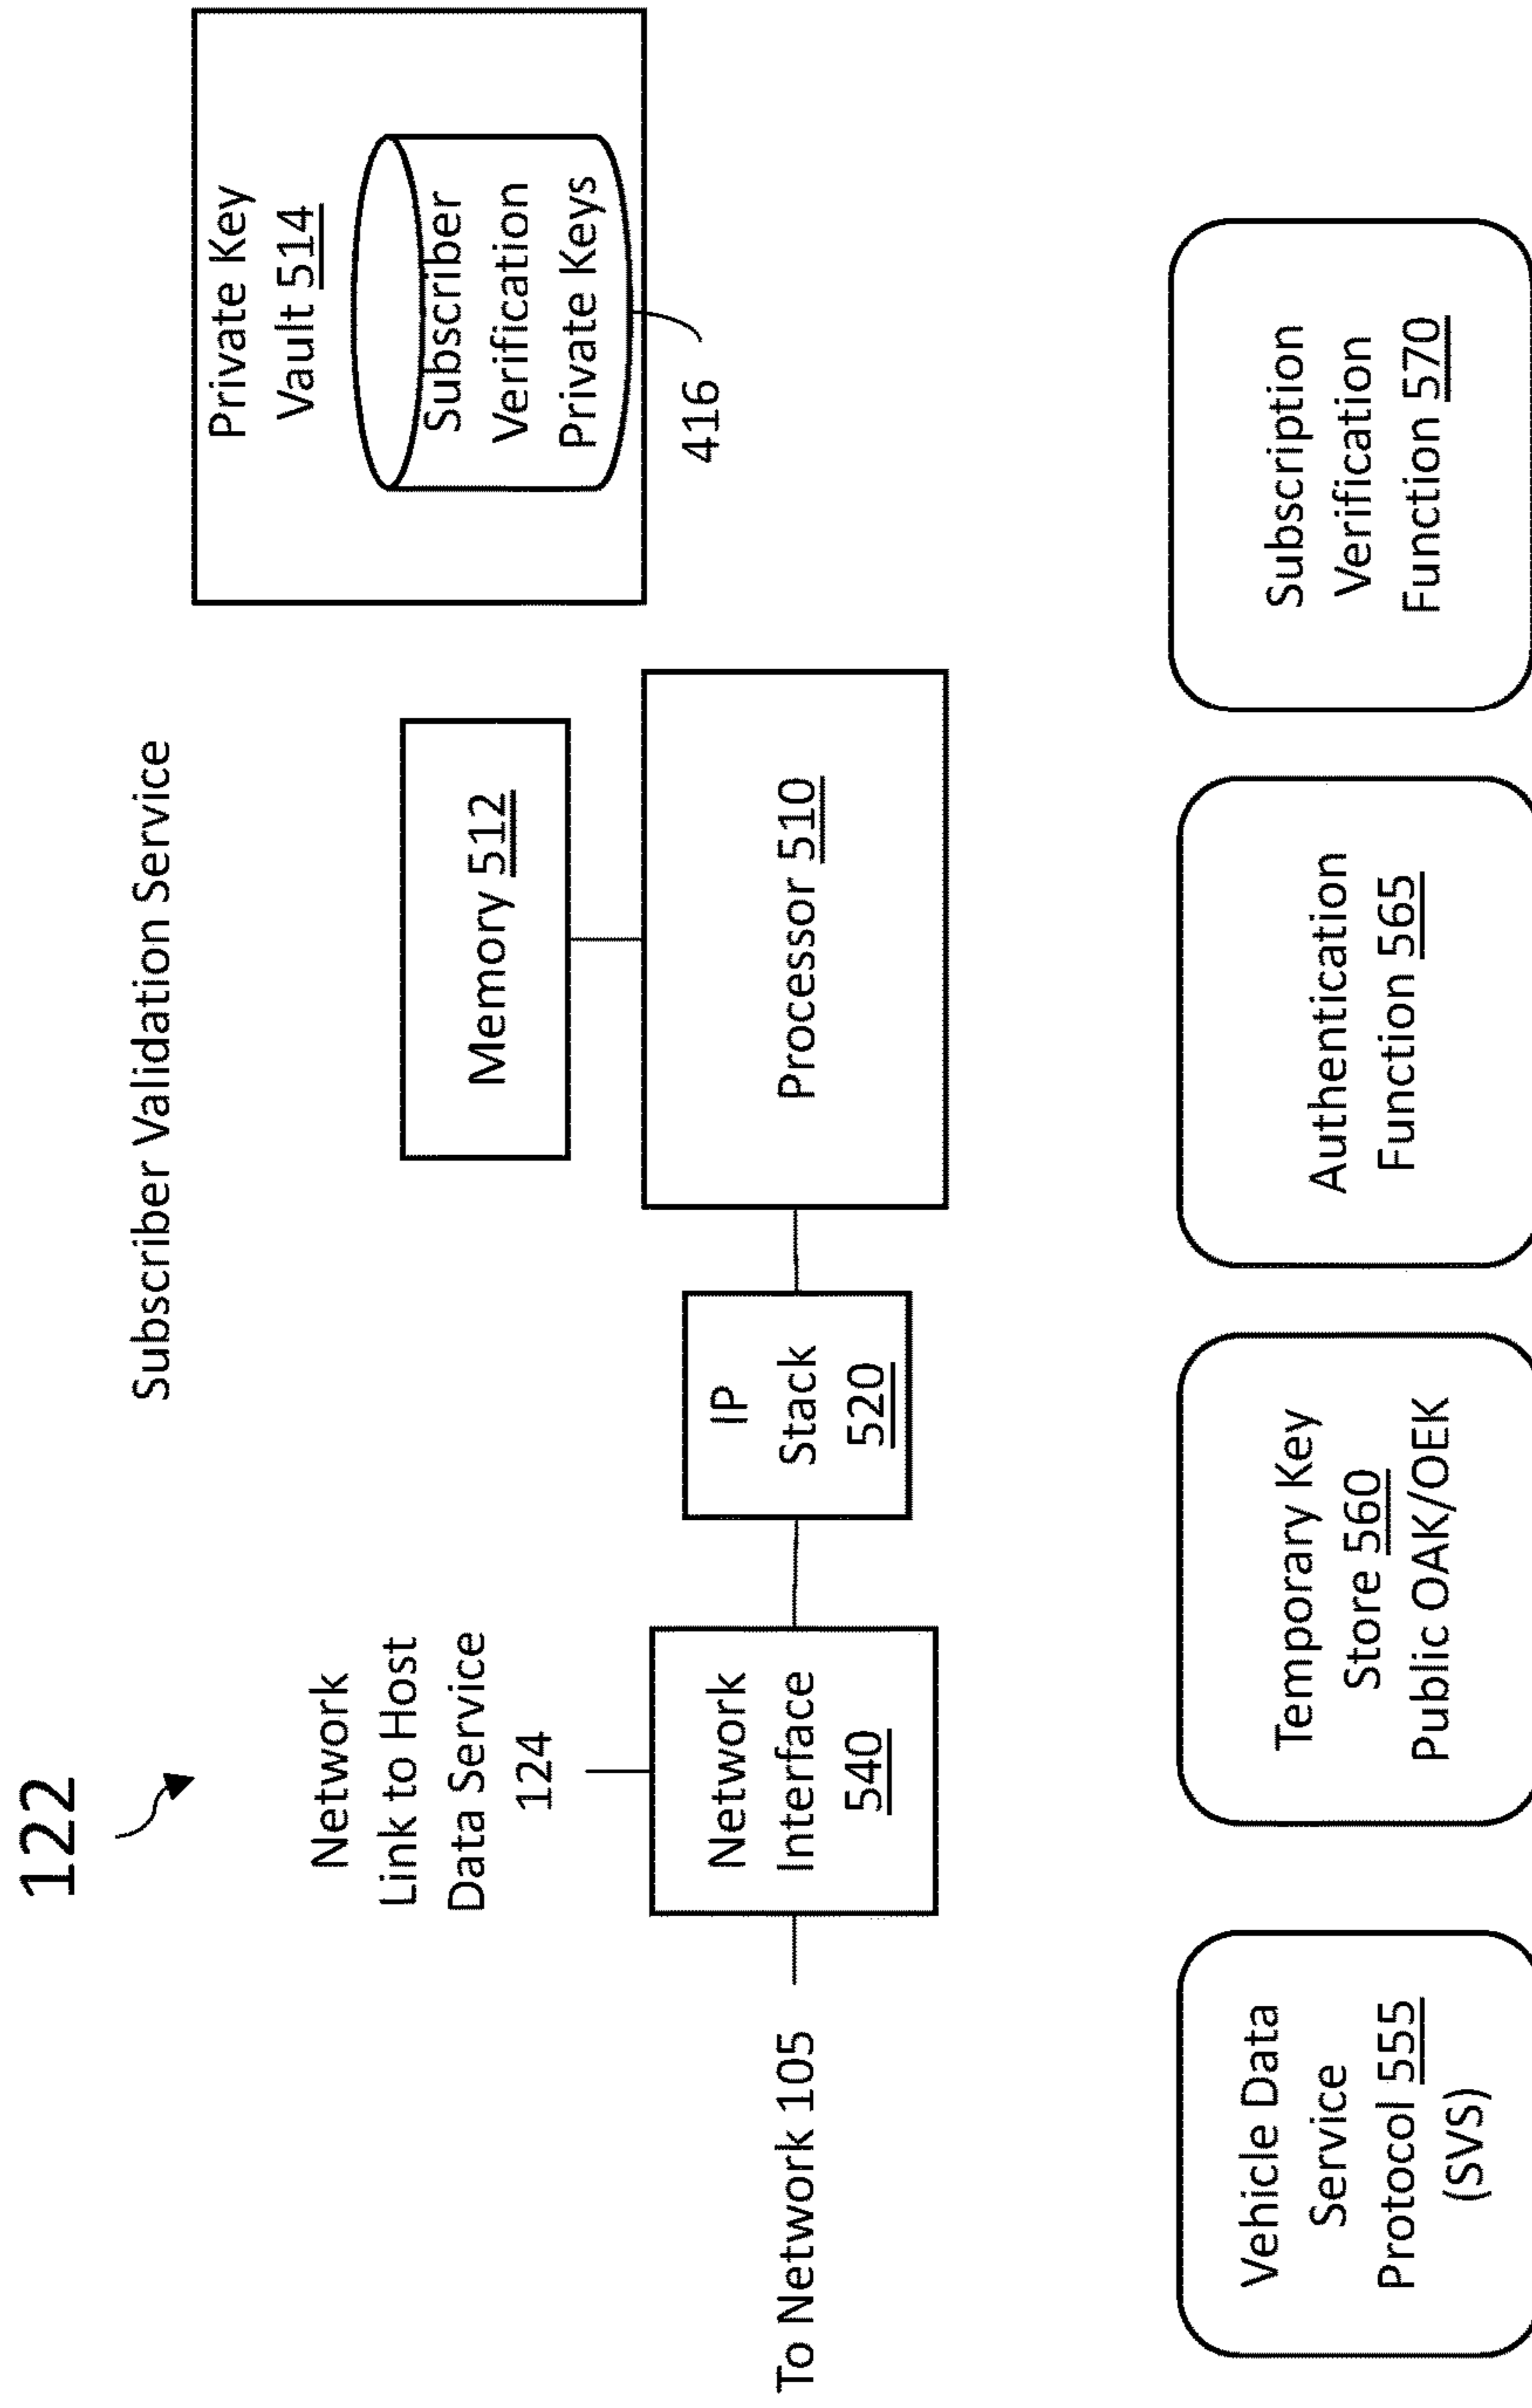 122
Subscriber Validation Service
Private Key
Vault 514
Subscriber
Verification
Private Keys
416
Network
Link to Host
Data Service
124
Memory 512
To Network 105
Network
Interface
540
IP
Stack
520
Processor 510
Vehicle Data
Service
Protocol 555
(SVS)
Temporary Key
Store 560
Public OAK/OEK
Authentication
Function 565
Subscription
Verification
Function 570